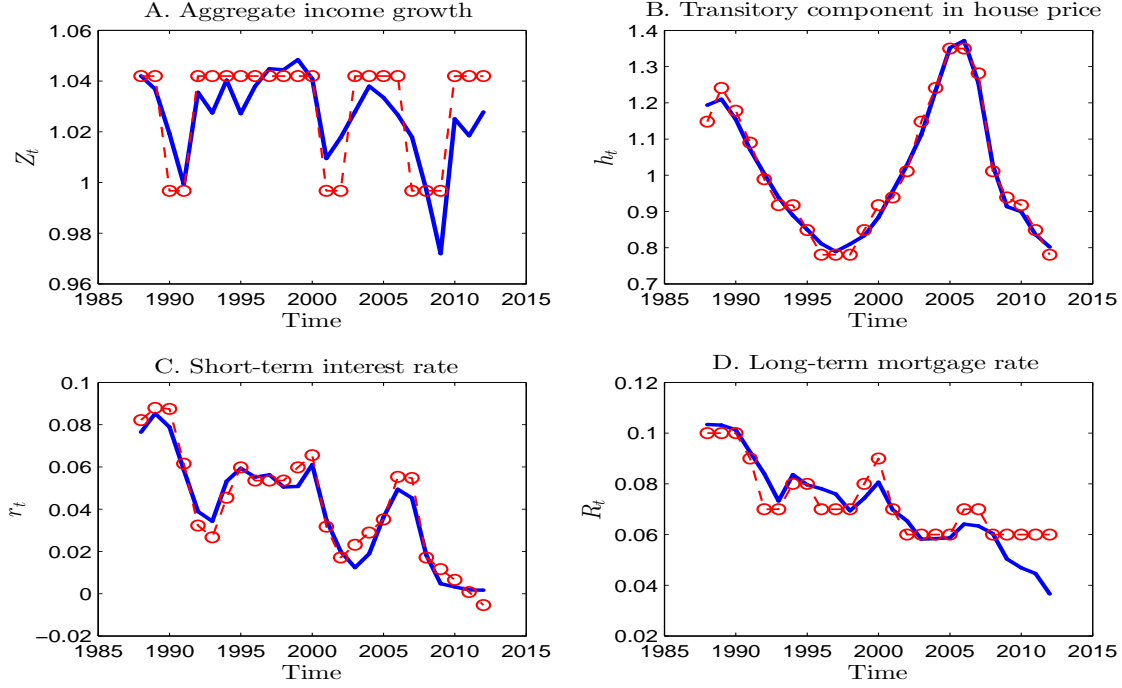 A. Aggregate income growth
1.06
1.04
1.02
1
0.98
0.96
Z_t
1985 1990 1995 2000 2005 2010 2015
Time
B. Transitory component in house price
1.4
1.3
1.2
1.1
1
0.9
0.8
0.7
h_t
1985 1990 1995 2000 2005 2010 2015
Time
C. Short-term interest rate
0.1
0.08
0.06
0.04
0.02
0
−0.02
r_t
1985 1990 1995 2000 2005 2010 2015
Time
D. Long-term mortgage rate
0.12
0.1
0.08
0.06
0.04
0.02
R_t
1985 1990 1995 2000 2005 2010 2015
Time